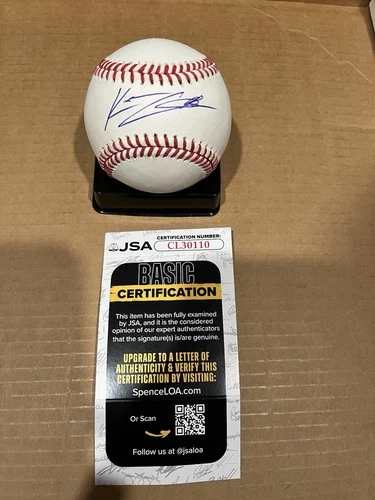 CERTIFICATION NUMBER:
JSA CL30110
BASIC
CERTIFICATION
This item has been fully examined
by JSA, and it is the considered
opinion of our expert authenticators
that the signature(s) is/are genuine.
UPGRADE TO A LETTER OF
AUTHENTICITY & VERIFY THIS
CERTIFICATION BY VISITING:
SpenceLOA.com
Or Scan
Follow us at @jsaloa